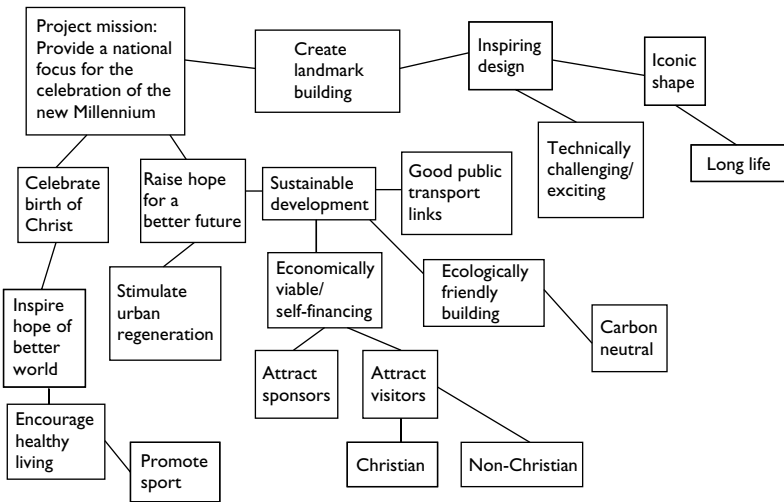 Project mission:
Provide a national
focus for the
celebration of the
new Millennium
Create
landmark
building
Inspiring
design
Iconic
shape
Technically
challenging/
exciting
Long life
Celebrate
birth of
Christ
Raise hope
for a
better future
Sustainable
development
Good public
transport
links
Stimulate
urban
regeneration
Economically
viable/
self-financing
Ecologically
friendly
building
Inspire
hope of
better
world
Carbon
neutral
Attract
sponsors
Attract
visitors
Encourage
healthy
living
Promote
sport
Christian
Non-Christian